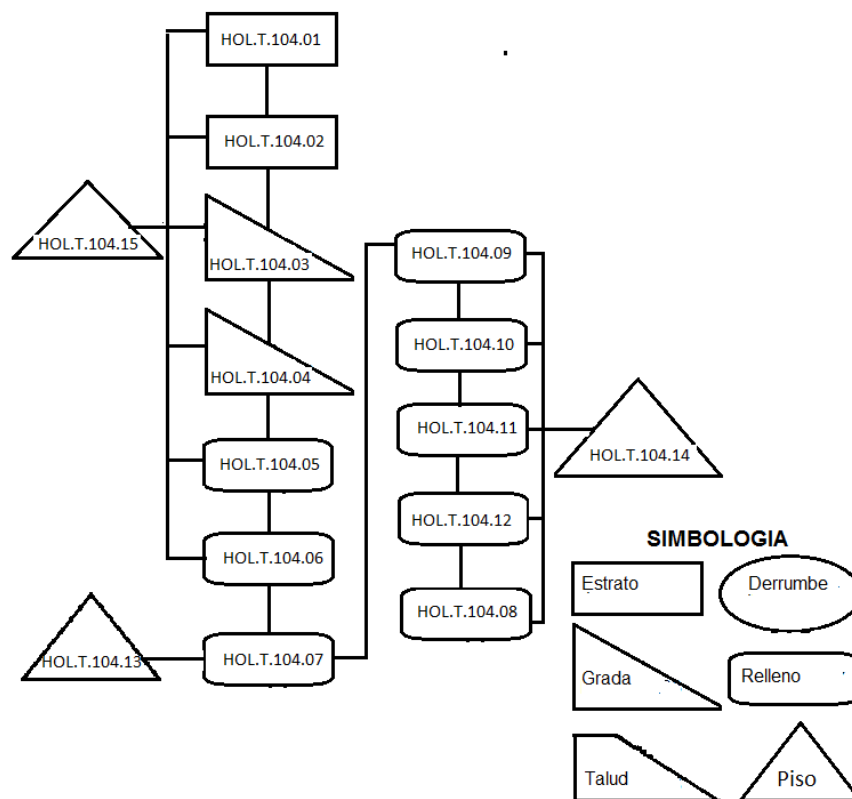 HOL.T.104.01
HOL.T.104.02
HOL.T.104.15
HOL.T.104.03
HOL.T.104.04
HOL.T.104.05
HOL.T.104.06
HOL.T.104.13
HOL.T.104.07
HOL.T.104.09
HOL.T.104.10
HOL.T.104.11
HOL.T.104.14
HOL.T.104.12
HOL.T.104.08
SIMBOLOGIA
Estrato
Derrumbe
Grada
Relleno
Talud
Piso